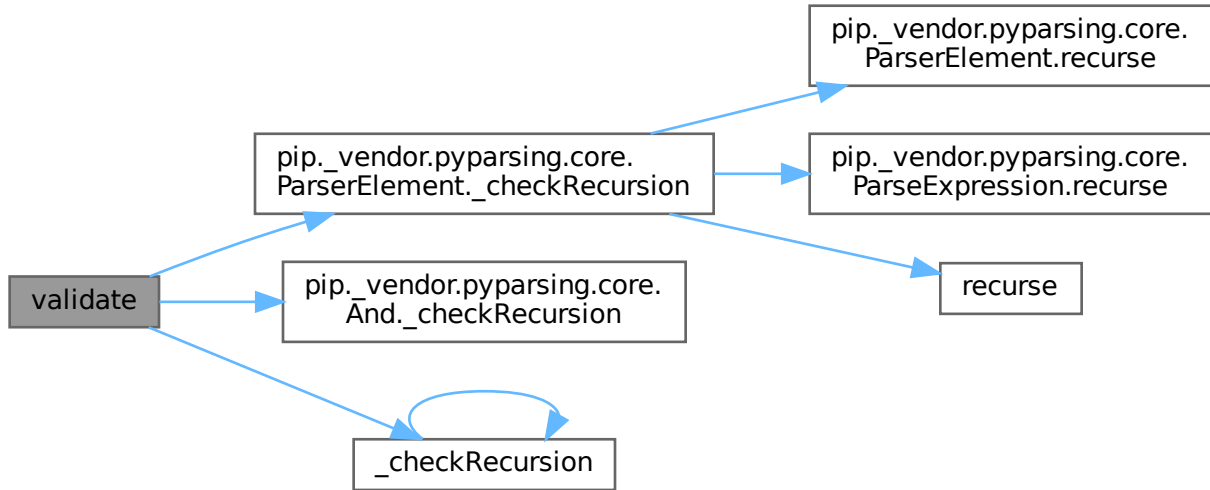 pip._vendor.pyparsing.core.
ParserElement.recurse
pip._vendor.pyparsing.core.
ParserElement._checkRecursion
pip._vendor.pyparsing.core.
ParseExpression.recurse
validate
pip._vendor.pyparsing.core.
And._checkRecursion
recurse
_checkRecursion